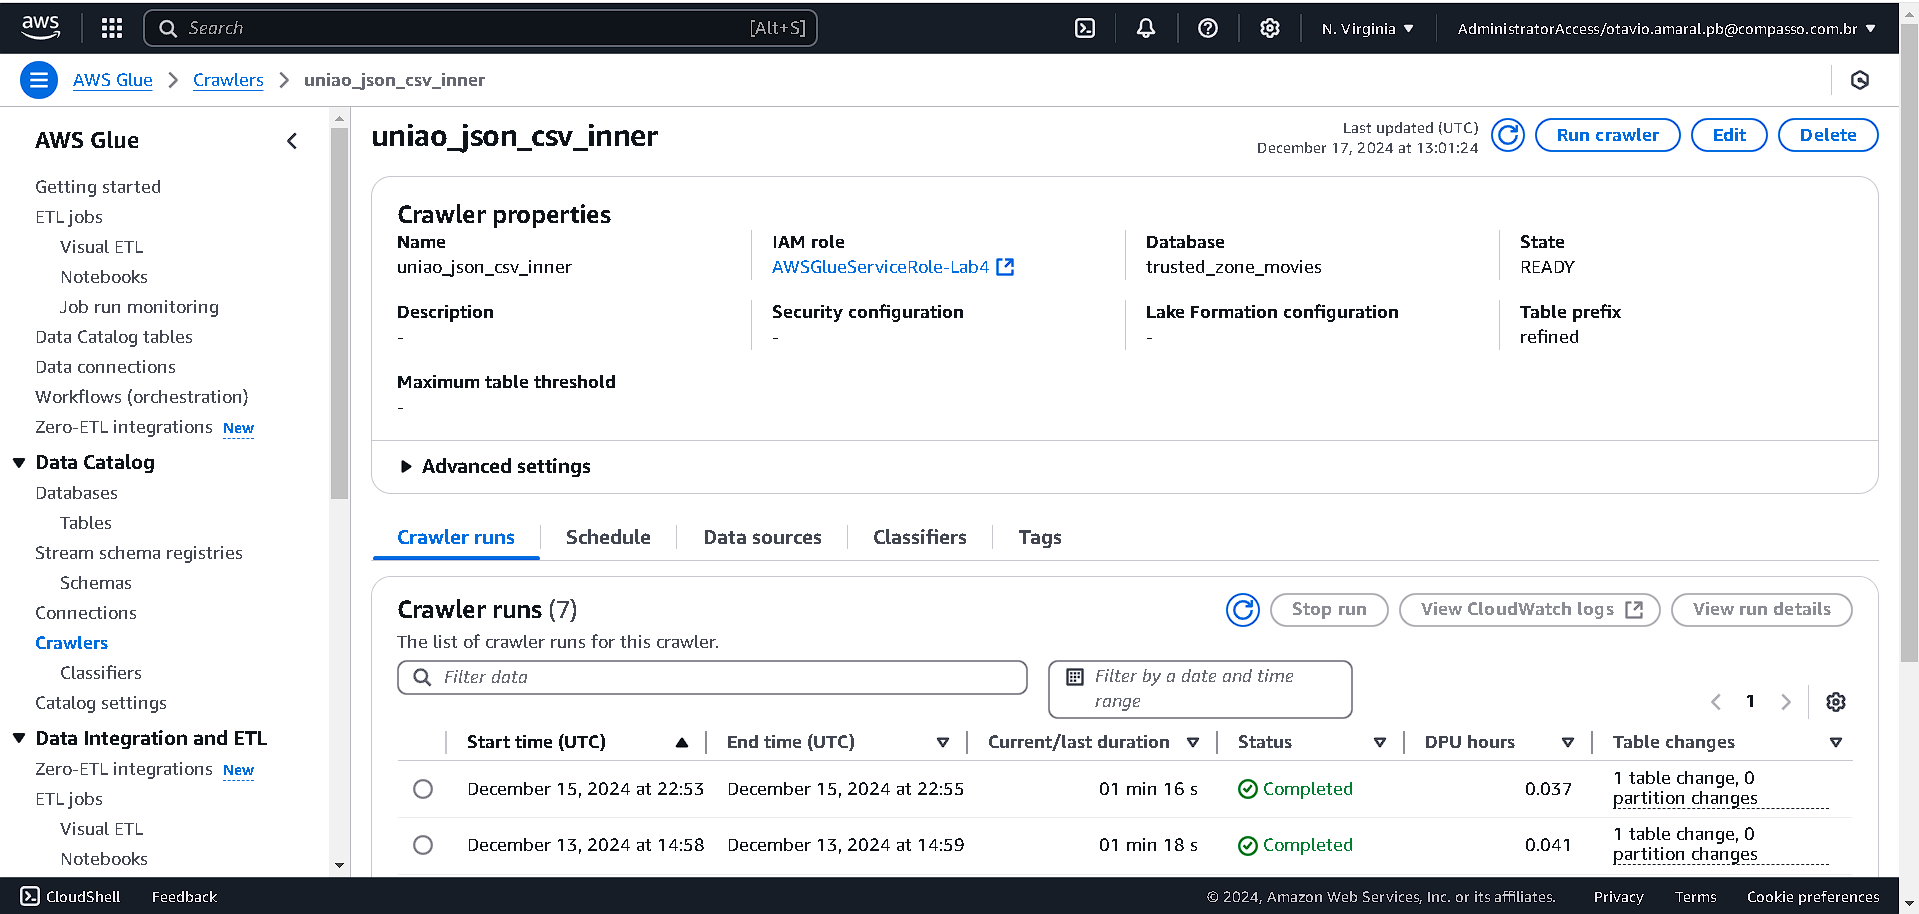 aws
Search [Alt+S]
N. Virginia
AdministratorAccess/otavio.amaral.pb@compasso.com.br
AWS Glue
Crawlers
uniao_json_csv_inner
AWS Glue
Getting started
ETL jobs
Visual ETL
Notebooks
Job run monitoring
Data Catalog tables
Data connections
Workflows (orchestration)
Zero-ETL integrations New
Data Catalog
Databases
Tables
Stream schema registries
Schemas
Connections
Crawlers
Classifiers
Catalog settings
Data Integration and ETL
Zero-ETL integrations New
ETL jobs
Visual ETL
Notebooks
uniao_json_csv_inner
Last updated (UTC)
December 17, 2024 at 13:01:24
Run crawler
Edit
Delete
Crawler properties
Name
uniao_json_csv_inner
IAM role
AWSGlueServiceRole-Lab4
Database
trusted_zone_movies
State
READY
Description
-
Security configuration
-
Lake Formation configuration
-
Table prefix
refined
Maximum table threshold
-
Advanced settings
Crawler runs
Schedule
Data sources
Classifiers
Tags
Crawler runs (7)
The list of crawler runs for this crawler.
Stop run
View CloudWatch logs
View run details
Filter data
Filter by a date and time
range
1
Start time (UTC) End time (UTC) Current/last duration Status DPU hours Table changes
December 15, 2024 at 22:53 December 15, 2024 at 22:55 01 min 16 s Completed 0.037 1 table change, 0
partition changes
December 13, 2024 at 14:58 December 13, 2024 at 14:59 01 min 18 s Completed 0.041 1 table change, 0
partition changes
CloudShell
Feedback
© 2024, Amazon Web Services, Inc. or its affiliates.
Privacy
Terms
Cookie preferences